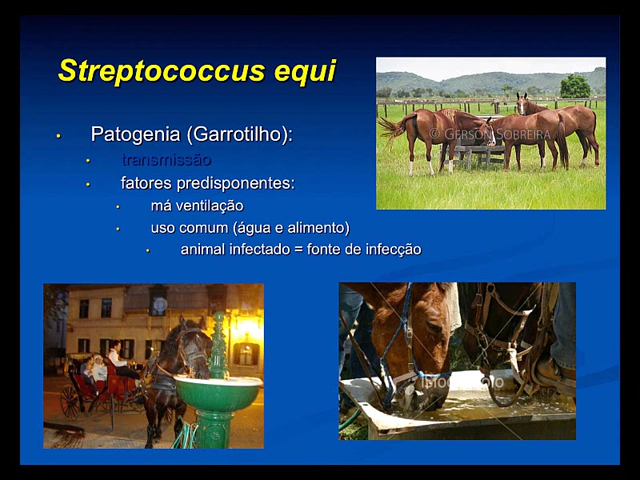 Streptococcus equi
Patogenia (Garrotilho):
transmissão
fatores predisponentes:
má ventilação
uso comum (água e alimento)
animal infectado = fonte de infecção
© GERSON SOBREIRA